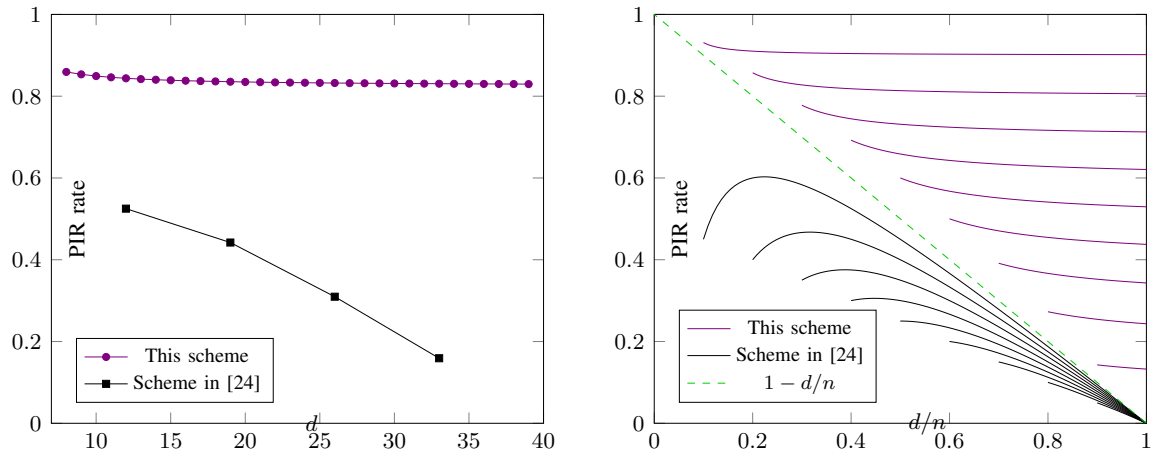 1
0.8
0.6
0.4
0.2
0
10 15 20 25 30 35 40
d
PIR rate
This scheme
Scheme in [24]
1
0.8
0.6
0.4
0.2
0
0 0.2 0.4 0.6 0.8 1
d/n
PIR rate
This scheme
Scheme in [24]
1 − d/n